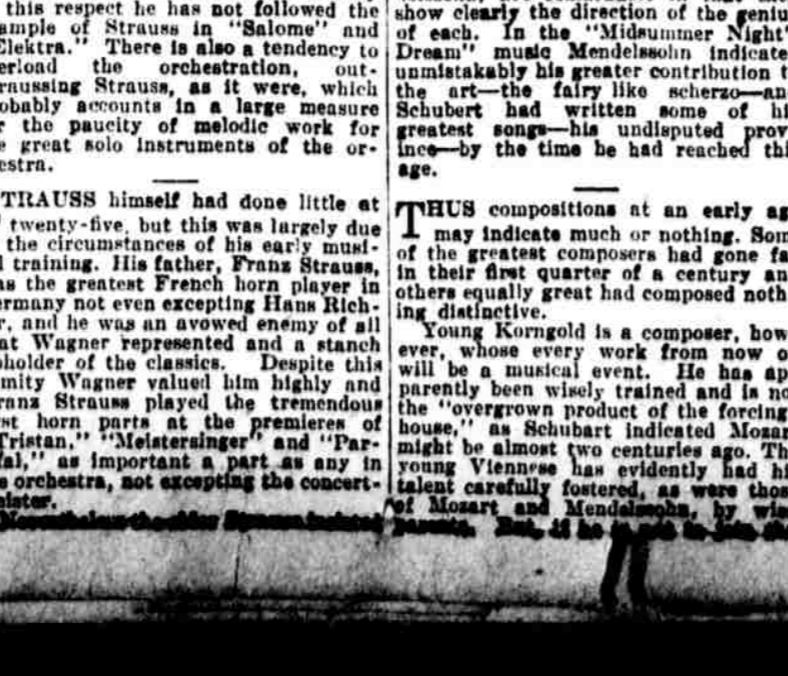 this respect he has not followed the
ample of Strauss in "Salome" and
Elektra." There is also a tendency to
erload the orchestration, out-
raussing Strauss, as it were, which
obably accounts in a large measure
r the paucity of melodic work for
e great solo instruments of the or-
estra.
TRAUSS himself had done little at
twenty-five, but this was largely due
the circumstances of his early musi-
l training. His father, Franz Strauss,
as the greatest French horn player in
ermany not even excepting Hans Rich-
r, and he was an avowed enemy of all
at Wagner represented and a stanch
pholder of the classics. Despite this
mity Wagner valued him highly and
ranz Strauss played the tremendous
st horn parts at the premieres of
Tristan," "Meistersinger" and "Par-
fal," as important a part as any in
e orchestra, not excepting the concert-
aister.
show clearly the direction of the geniu
of each. In the "Midsummer Night'
Dream" music Mendelssohn indicate
unmistakably his greater contribution t
the art—the fairy like scherzo—an
Schubert had written some of hi
greatest songs—his undisputed prov
ince—by the time he had reached thi
age.
THUS compositions at an early ag
may indicate much or nothing. Som
of the greatest composers had gone fa
in their first quarter of a century an
others equally great had composed noth
ing distinctive.
Young Korngold is a composer, how
ever, whose every work from now o
will be a musical event. He has ap
parently been wisely trained and is no
the "overgrown product of the forcing
house," as Schubart indicated Mozar
might be almost two centuries ago. Th
young Viennese has evidently had hi
talent carefully fostered, as were thos
of Mozart and Mendelssohn, by wis
parents. But, if he is not to join the